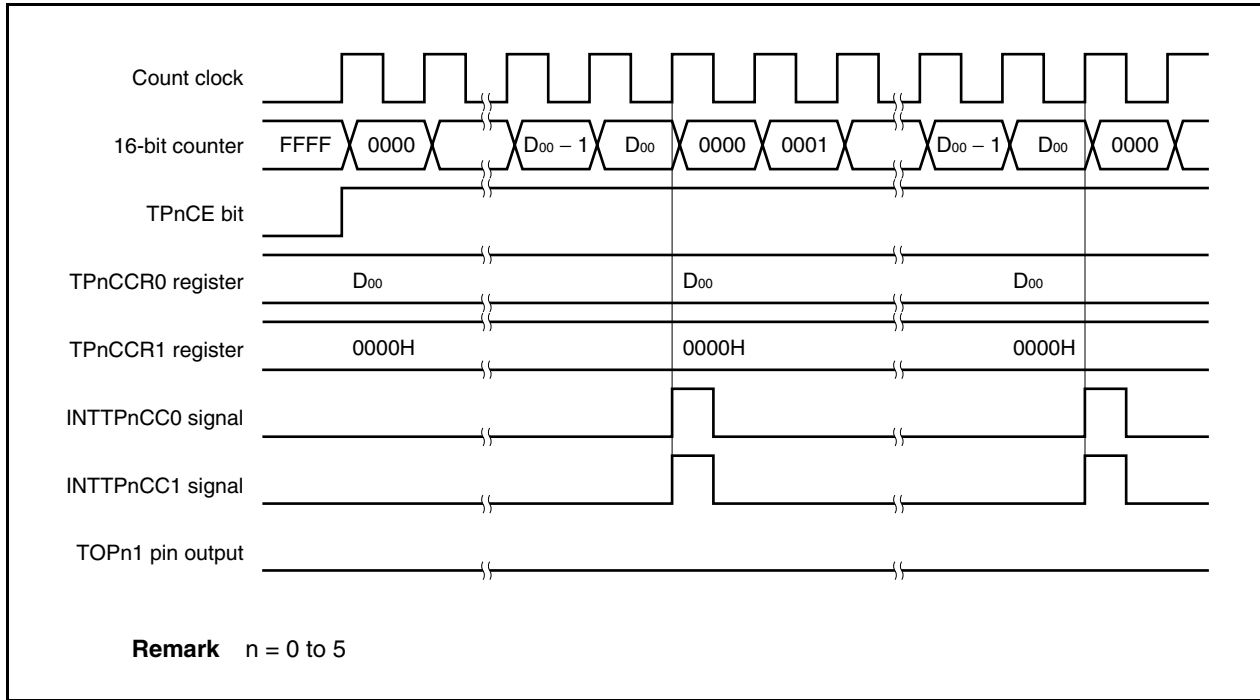 Count clock
16-bit counter FFFF 0000 D00 − 1 D00 0000 0001 D00 − 1 D00 0000
TPnCE bit
TPnCCR0 register D00 D00 D00
TPnCCR1 register 0000H 0000H 0000H
INTTPnCC0 signal
INTTPnCC1 signal
TOPn1 pin output
Remark n = 0 to 5